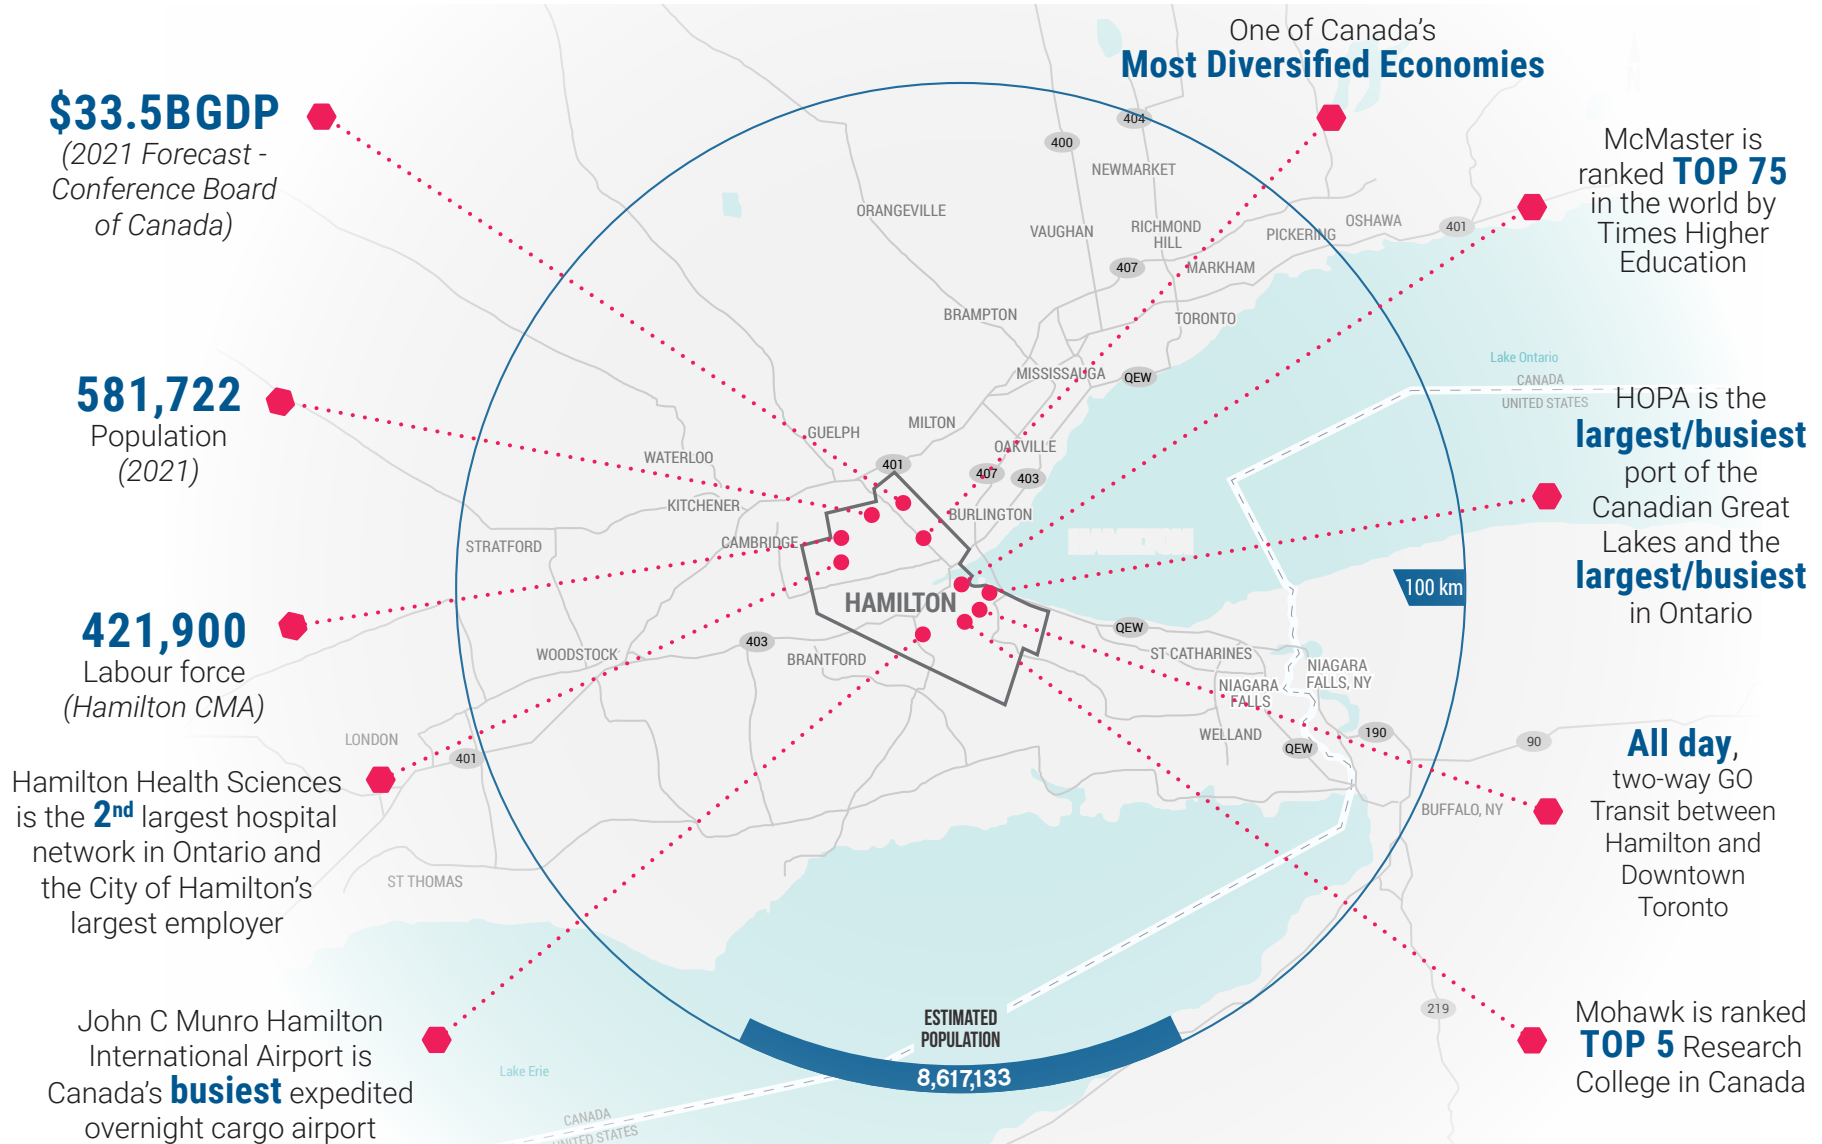 One of Canada's
Most Diversified Economies
$33.5BGDP
(2021 Forecast -
Conference Board
of Canada)
581,722
Population
(2021)
421,900
Labour force
(Hamilton CMA)
Hamilton Health Sciences
is the 2nd largest hospital
network in Ontario and
the City of Hamilton's
largest employer
John C Munro Hamilton
International Airport is
Canada's busiest expedited
overnight cargo airport
McMaster is
ranked TOP 75
in the world by
Times Higher
Education
HOPA is the
largest/busiest
port of the
Canadian Great
Lakes and the
largest/busiest
in Ontario
All day,
two-way GO
Transit between
Hamilton and
Downtown
Toronto
Mohawk is ranked
TOP 5 Research
College in Canada
404
400
NEWMARKET
ORANGEVILLE
VAUGHAN
RICHMOND
HILL
PICKERING
OSHAWA
401
407
MARKHAM
BRAMPTON
TORONTO
Lake Ontario
CANADA
UNITED STATES
MISSISSAUGA
QEW
MILTON
GUELPH
OAKVILLE
WATERLOO
401
407
403
KITCHENER
BURLINGTON
CAMBRIDGE
STRATFORD
HAMILTON
HAMILTON
100 km
QEW
403
WOODSTOCK
BRANTFORD
ST CATHARINES
NIAGARA
FALLS, NY
NIAGARA
FALLS
WELLAND
QEW
190
90
LONDON
401
BUFFALO, NY
ST THOMAS
219
ESTIMATED
POPULATION
8,617,133
Lake Erie
CANADA
UNITED STATES